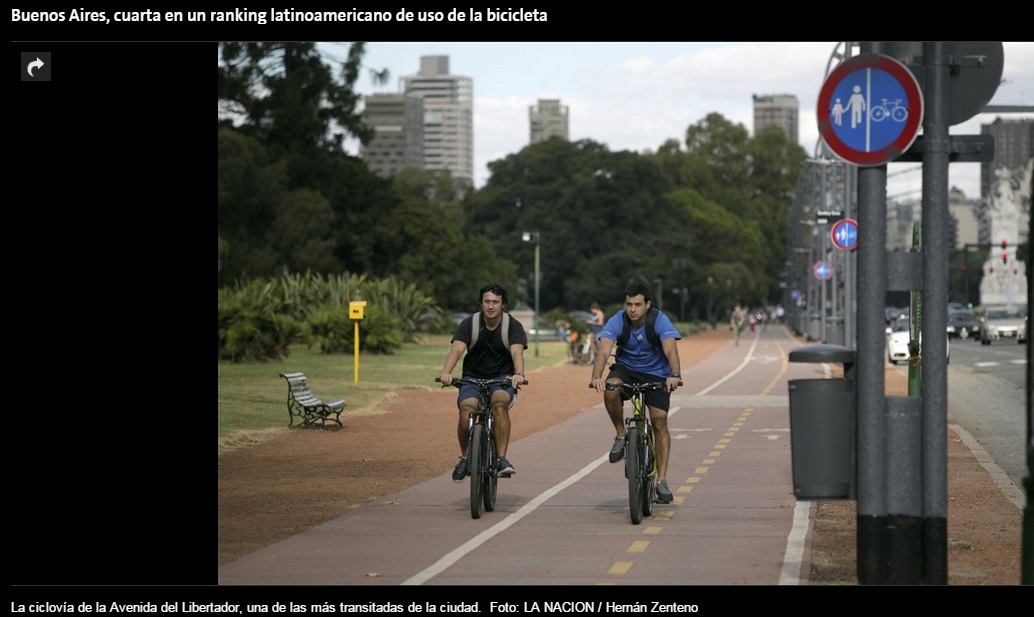 Buenos Aires, cuarta en un ranking latinoamericano de uso de la bicicleta
La ciclovía de la Avenida del Libertador, una de las más transitadas de la ciudad.  Foto: LA NACION / Hernán Zenteno